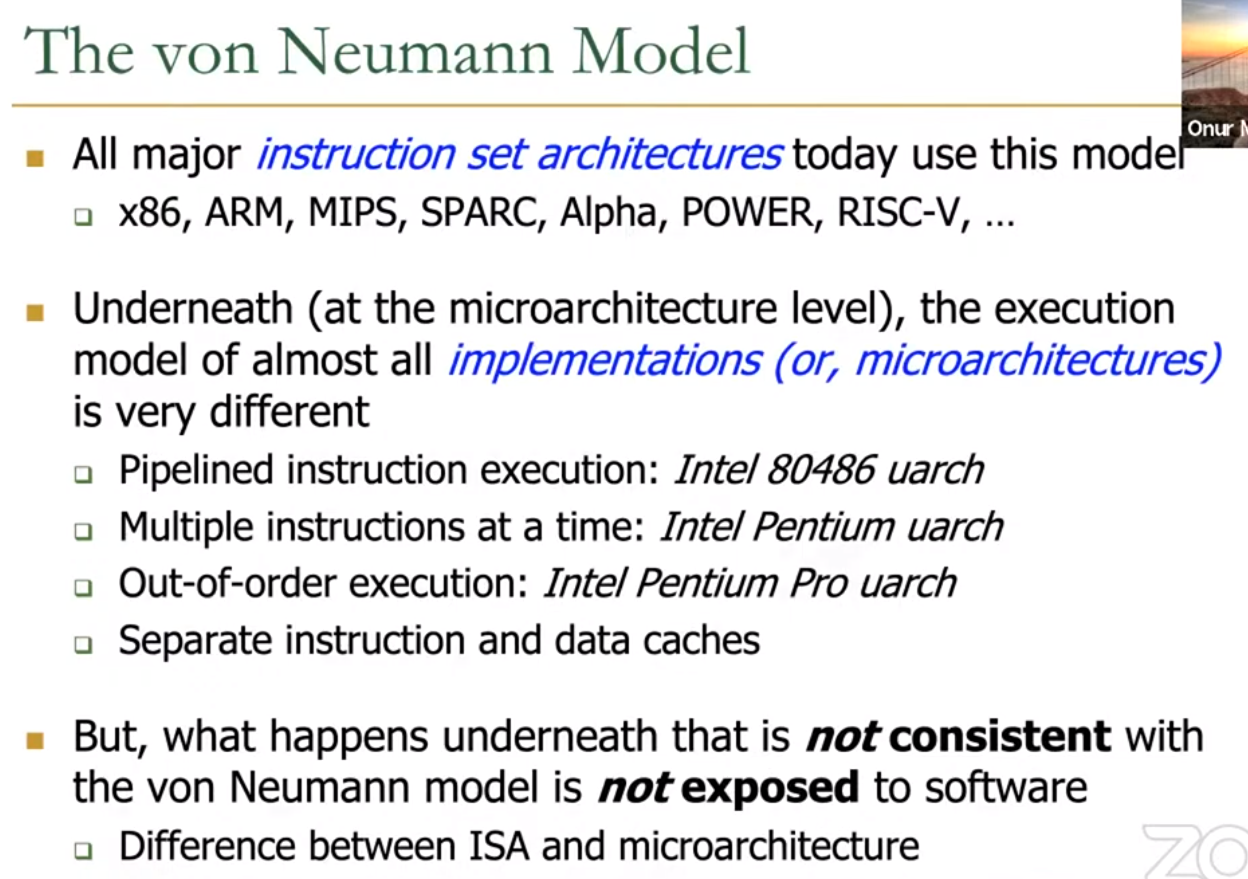 The von Neumann Model
Onur
All major instruction set architectures today use this model
x86, ARM, MIPS, SPARC, Alpha, POWER, RISC-V, ...
Underneath (at the microarchitecture level), the execution
model of almost all implementations (or, microarchitectures)
is very different
Pipelined instruction execution: Intel 80486 uarch
Multiple instructions at a time: Intel Pentium uarch
Out-of-order execution: Intel Pentium Pro uarch
Separate instruction and data caches
But, what happens underneath that is not consistent with
the von Neumann model is not exposed to software
Difference between ISA and microarchitecture